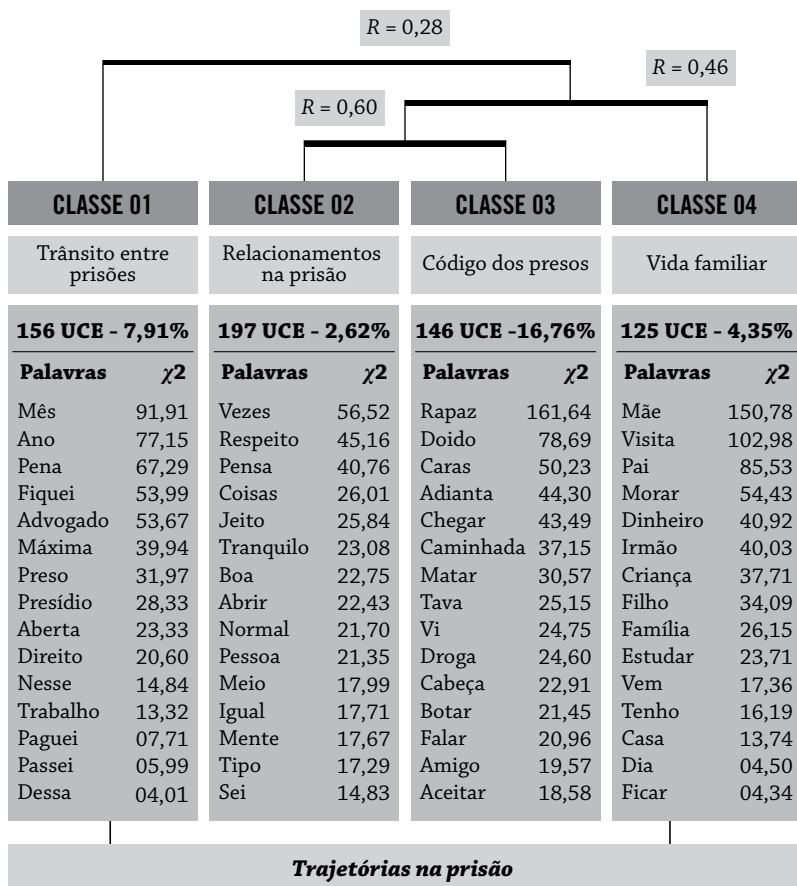 R = 0,28
R = 0,46
R = 0,60
CLASSE 01
Trânsito entre
prisões
156 UCE - 7,91%
Palavras χ2
Mês 91,91
Ano 77,15
Pena 67,29
Fiquei 53,99
Advogado 53,67
Máxima 39,94
Preso 31,97
Presídio 28,33
Aberta 23,33
Direito 20,60
Nesse 14,84
Trabalho 13,32
Paguei 07,71
Passei 05,99
Dessa 04,01
CLASSE 02
Relacionamentos
na prisão
197 UCE - 2,62%
Palavras χ2
Vezes 56,52
Respeito 45,16
Pensa 40,76
Coisas 26,01
Jeito 25,84
Tranquilo 23,08
Boa 22,75
Abrir 22,43
Normal 21,70
Pessoa 21,35
Meio 17,99
Igual 17,71
Mente 17,67
Tipo 17,29
Sei 14,83
CLASSE 03
Código dos presos
146 UCE -16,76%
Palavras χ2
Rapaz 161,64
Doido 78,69
Caras 50,23
Adianta 44,30
Chegar 43,49
Caminhada 37,15
Matar 30,57
Tava 25,15
Vi 24,75
Droga 24,60
Cabeça 22,91
Botar 21,45
Falar 20,96
Amigo 19,57
Aceitar 18,58
CLASSE 04
Vida familiar
125 UCE - 4,35%
Palavras χ2
Mãe 150,78
Visita 102,98
Pai 85,53
Morar 54,43
Dinheiro 40,92
Irmão 40,03
Criança 37,71
Filho 34,09
Família 26,15
Estudar 23,71
Vem 17,36
Tenho 16,19
Casa 13,74
Dia 04,50
Ficar 04,34
Trajetórias na prisão